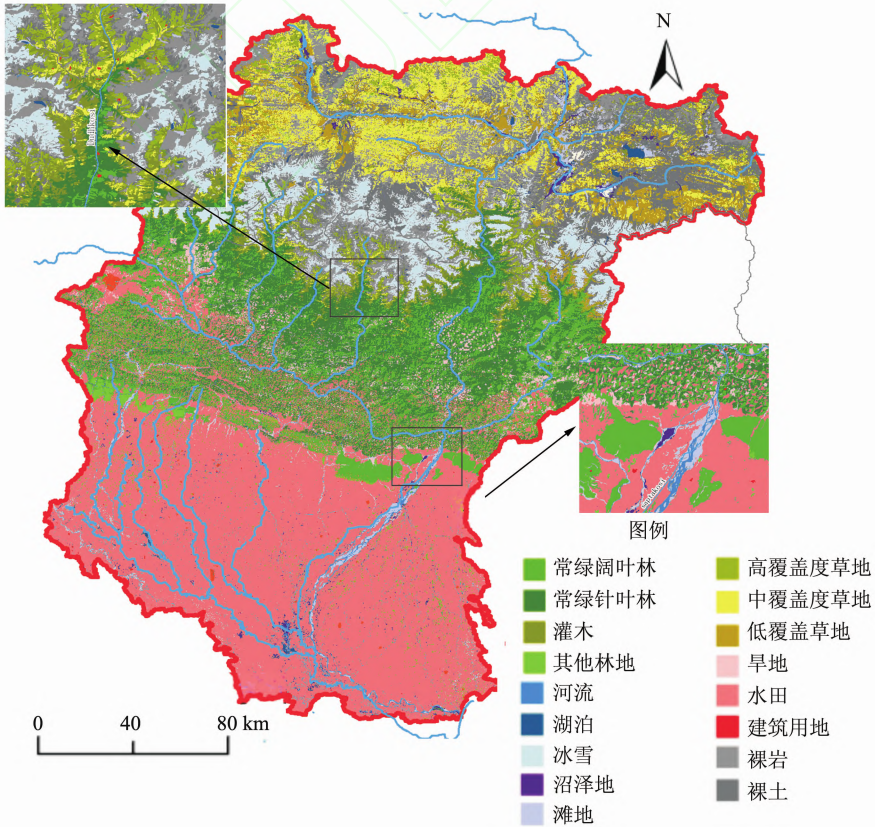 N
图例
常绿阔叶林
常绿针叶林
灌木
其他林地
河流
湖泊
冰雪
沼泽地
滩地
高覆盖度草地
中覆盖度草地
低覆盖草地
旱地
水田
建筑用地
裸岩
裸土
0 40 80 km